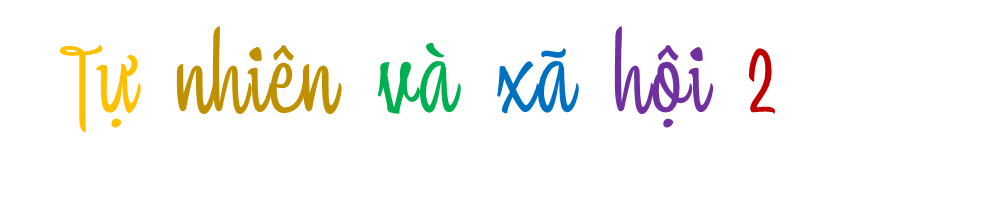 Tự nhiên và xã hội 2